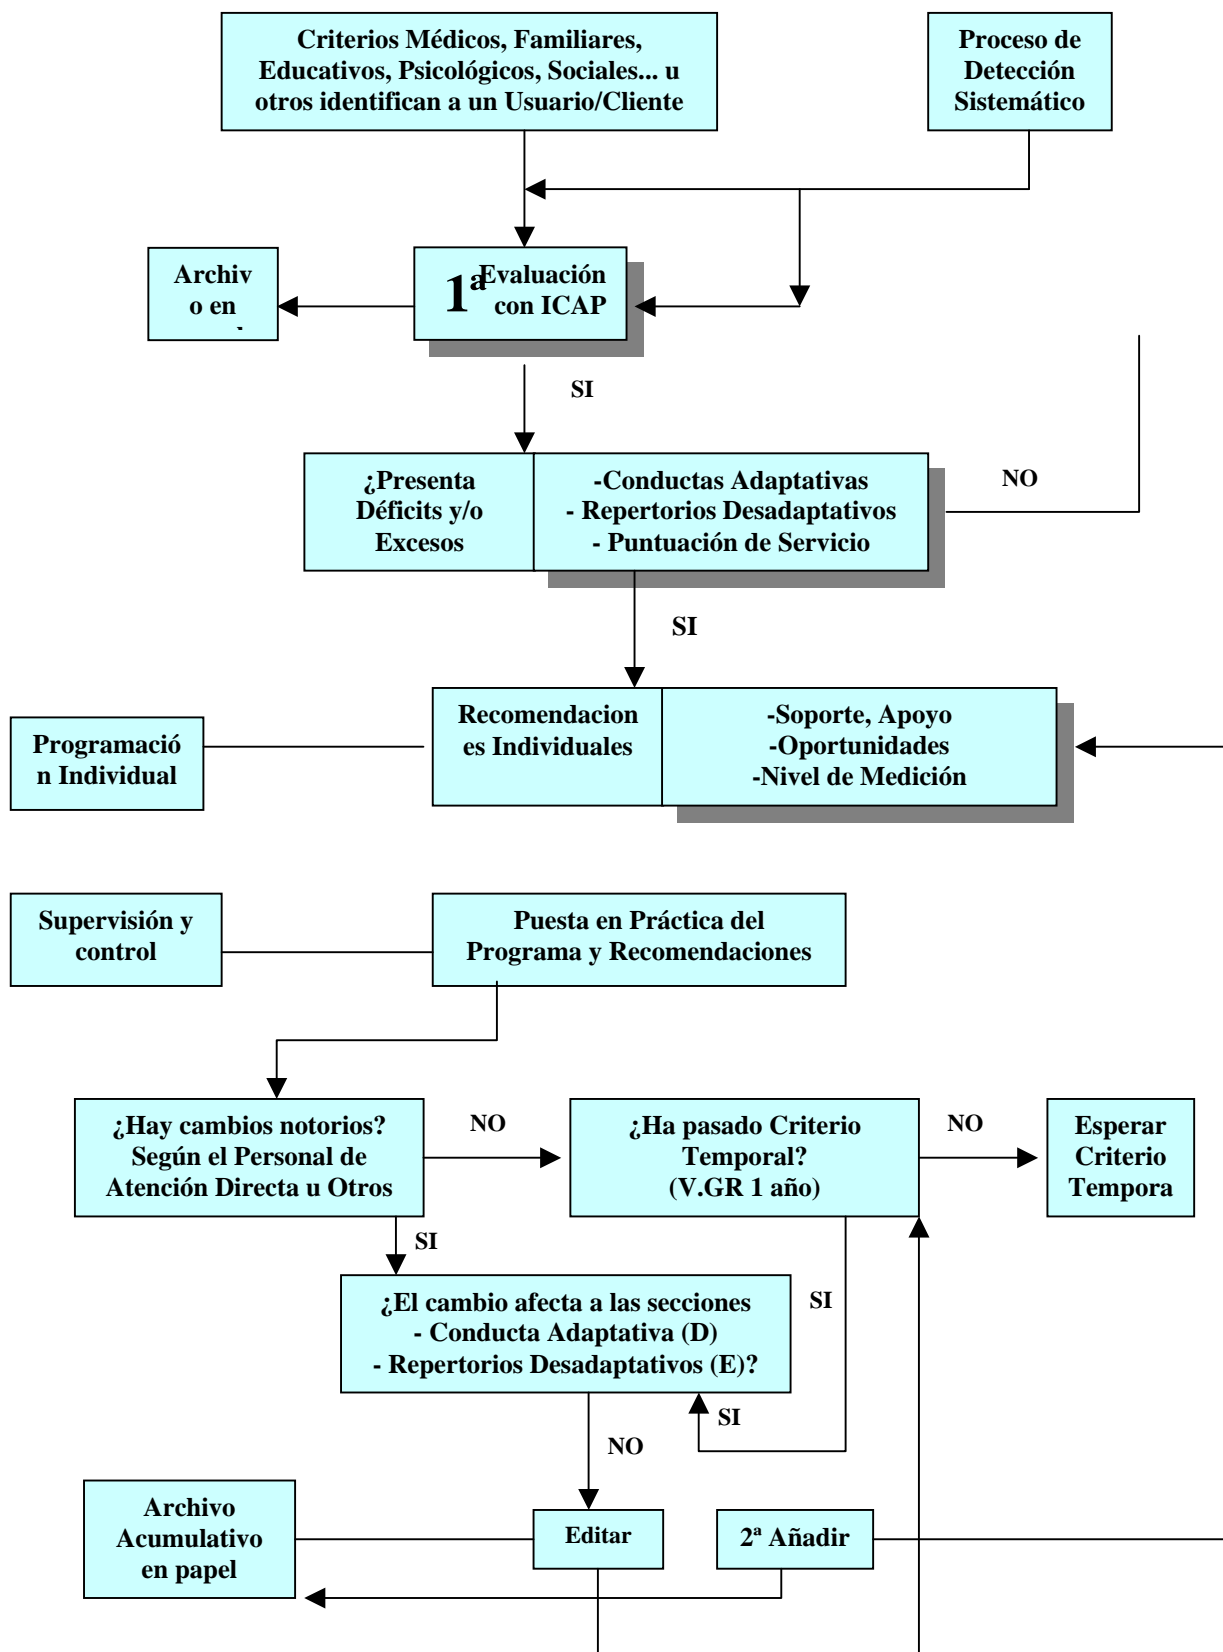 Criterios Médicos, Familiares,
Educativos, Psicológicos, Sociales... u
otros identifican a un Usuario/Cliente
Proceso de
Detección
Sistemático
Archiv
o en
1ª
Evaluación
con ICAP
SI
¿Presenta
Déficits y/o
Excesos
-Conductas Adaptativas
- Repertorios Desadaptativos
- Puntuación de Servicio
NO
SI
Programació
n Individual
Recomendacion
es Individuales
-Soporte, Apoyo
-Oportunidades
-Nivel de Medición
Supervisión y
control
Puesta en Práctica del
Programa y Recomendaciones
¿Hay cambios notorios?
Según el Personal de
Atención Directa u Otros
NO
¿Ha pasado Criterio
Temporal?
(V.GR 1 año)
NO
Esperar
Criterio
Tempora
SI
¿El cambio afecta a las secciones
- Conducta Adaptativa (D)
- Repertorios Desadaptativos (E)?
SI
SI
NO
Archivo
Acumulativo
en papel
Editar
2ª Añadir